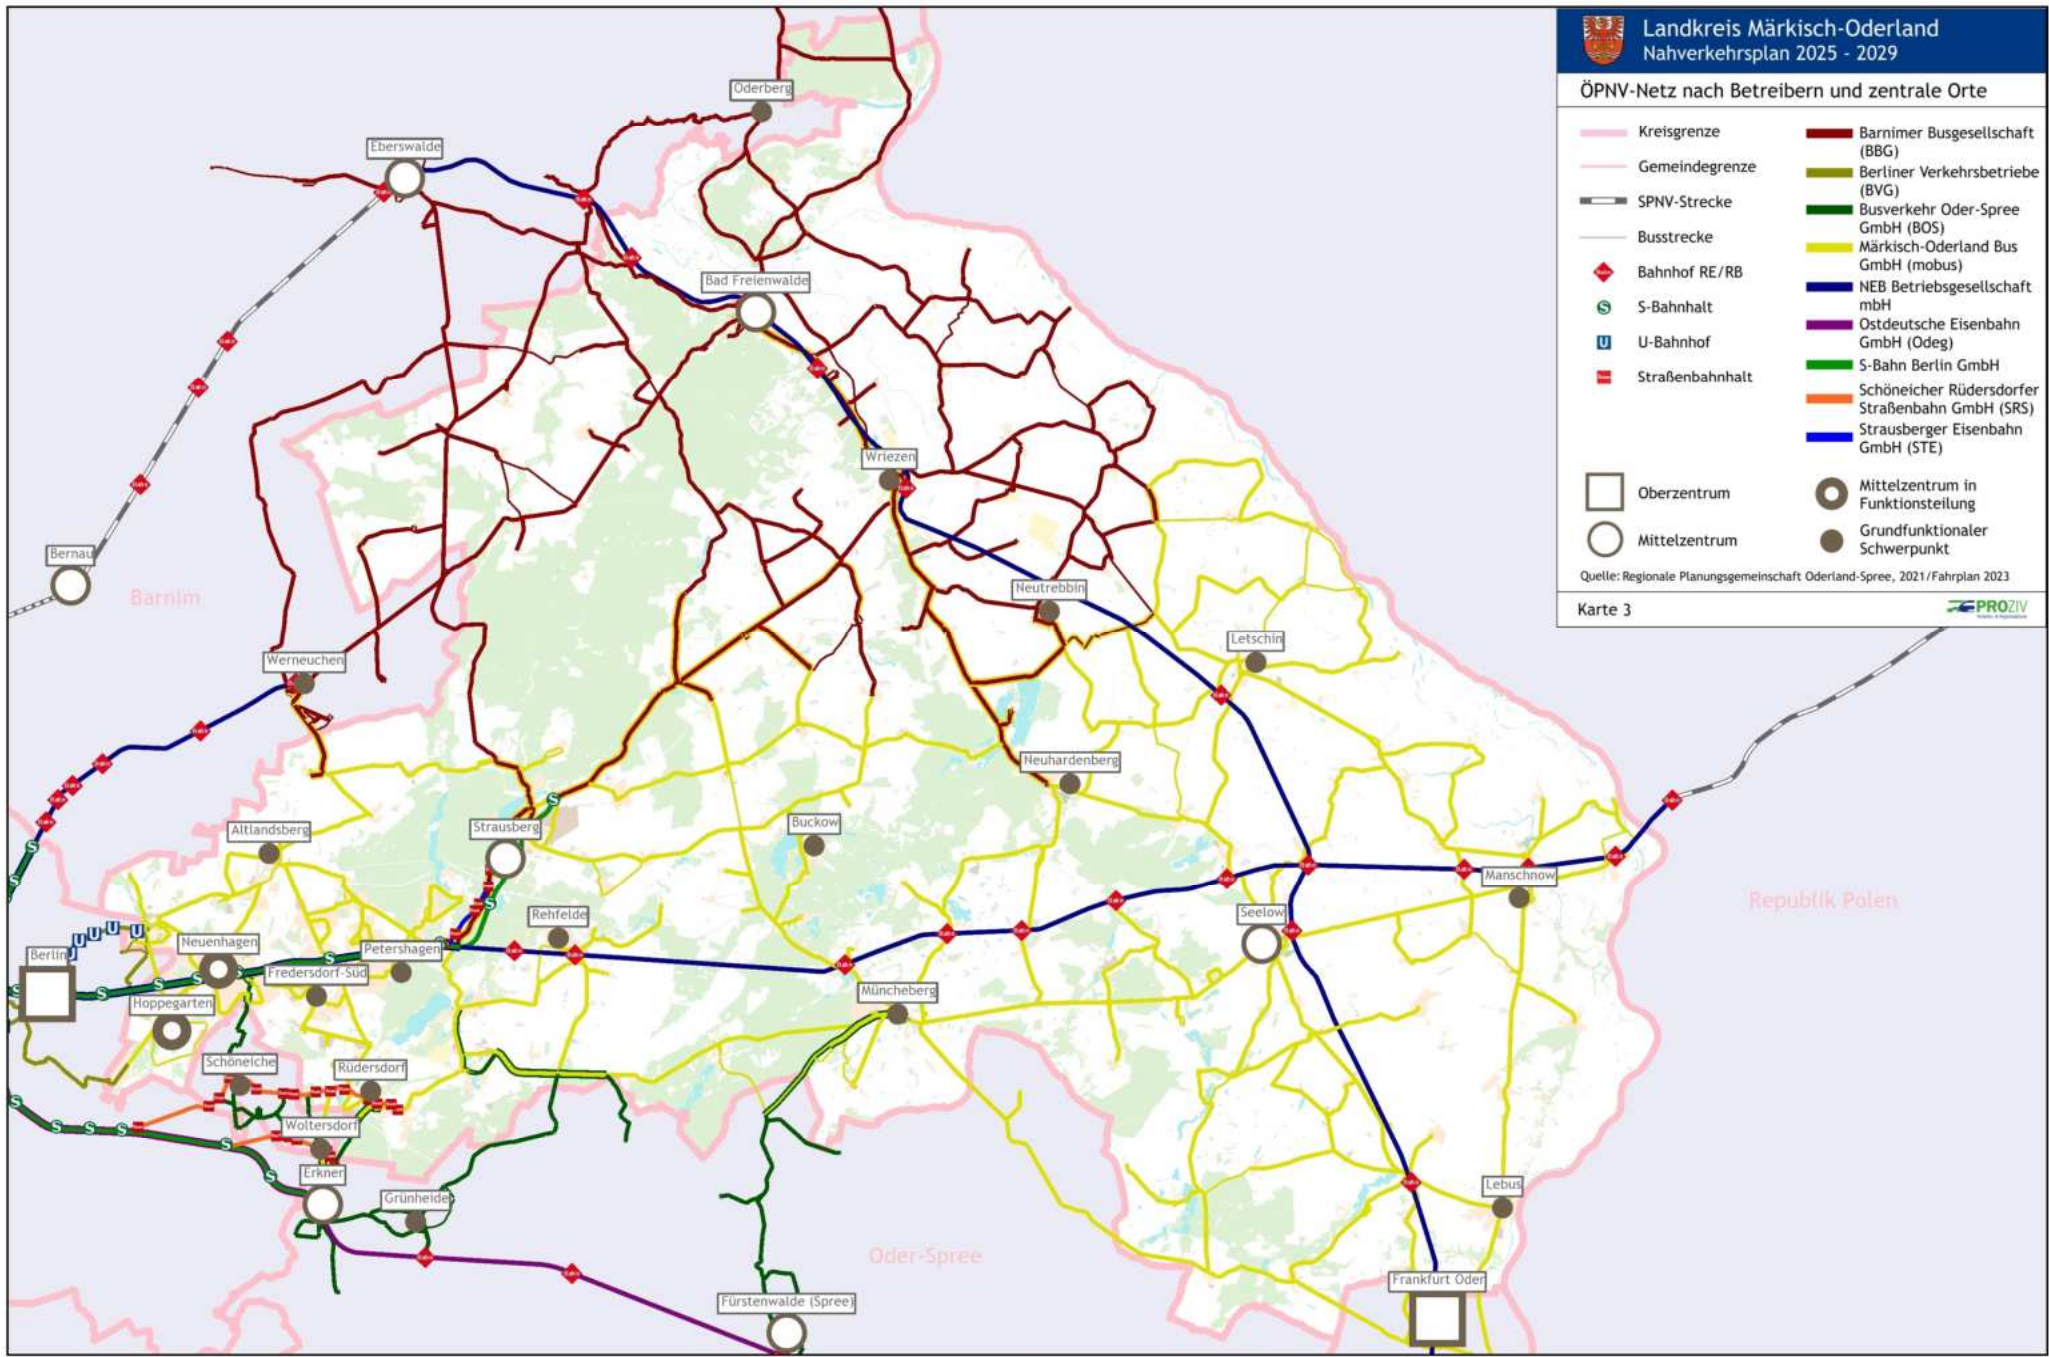 Landkreis Märkisch-Oderland
Nahverkehrsplan 2025 - 2029
ÖPNV-Netz nach Betreibern und zentrale Orte
Kreisgrenze
Gemeindegrenze
SPNV-Strecke
Busstrecke
Bahnhof RE/RB
S-Bahnhalt
U-Bahnhof
Straßenbahnhalt
Barnimer Busgesellschaft
(BBG)
Berliner Verkehrsbetriebe
(BVG)
Busverkehr Oder-Spree
GmbH (BOS)
Märkisch-Oderland Bus
GmbH (mobus)
NEB Betriebsgesellschaft
mbH
Ostdeutsche Eisenbahn
GmbH (Odeg)
S-Bahn Berlin GmbH
Schöneicher Rüdersdorfer
Straßenbahn GmbH (SRS)
Strausberger Eisenbahn
GmbH (STE)
Oberzentrum
Mittelzentrum
Mittelzentrum in
Funktionsteilung
Grundfunktionaler
Schwerpunkt
Quelle: Regionale Planungsgemeinschaft Oderland-Spree, 2021/Fahrplan 2023
Karte 3
PROZIV
Oderberg
Eberswalde
Bad Freienwalde
Wriezen
Bernau
Barnim
Neutrebbin
Letschin
Werneuchen
Neuhardenberg
Altlandsberg
Strausberg
Buckow
Manschnow
Republik Polen
Rehfelde
Seelow
Neuenhagen
Petershagen
Berlin
Fredersdorf-Süd
Hoppegarten
Müncheberg
Schöneiche
Rüdersdorf
Woltersdorf
Erkner
Grünheide
Lebus
Oder-Spree
Frankfurt Oder
Fürstenwalde (Spree)